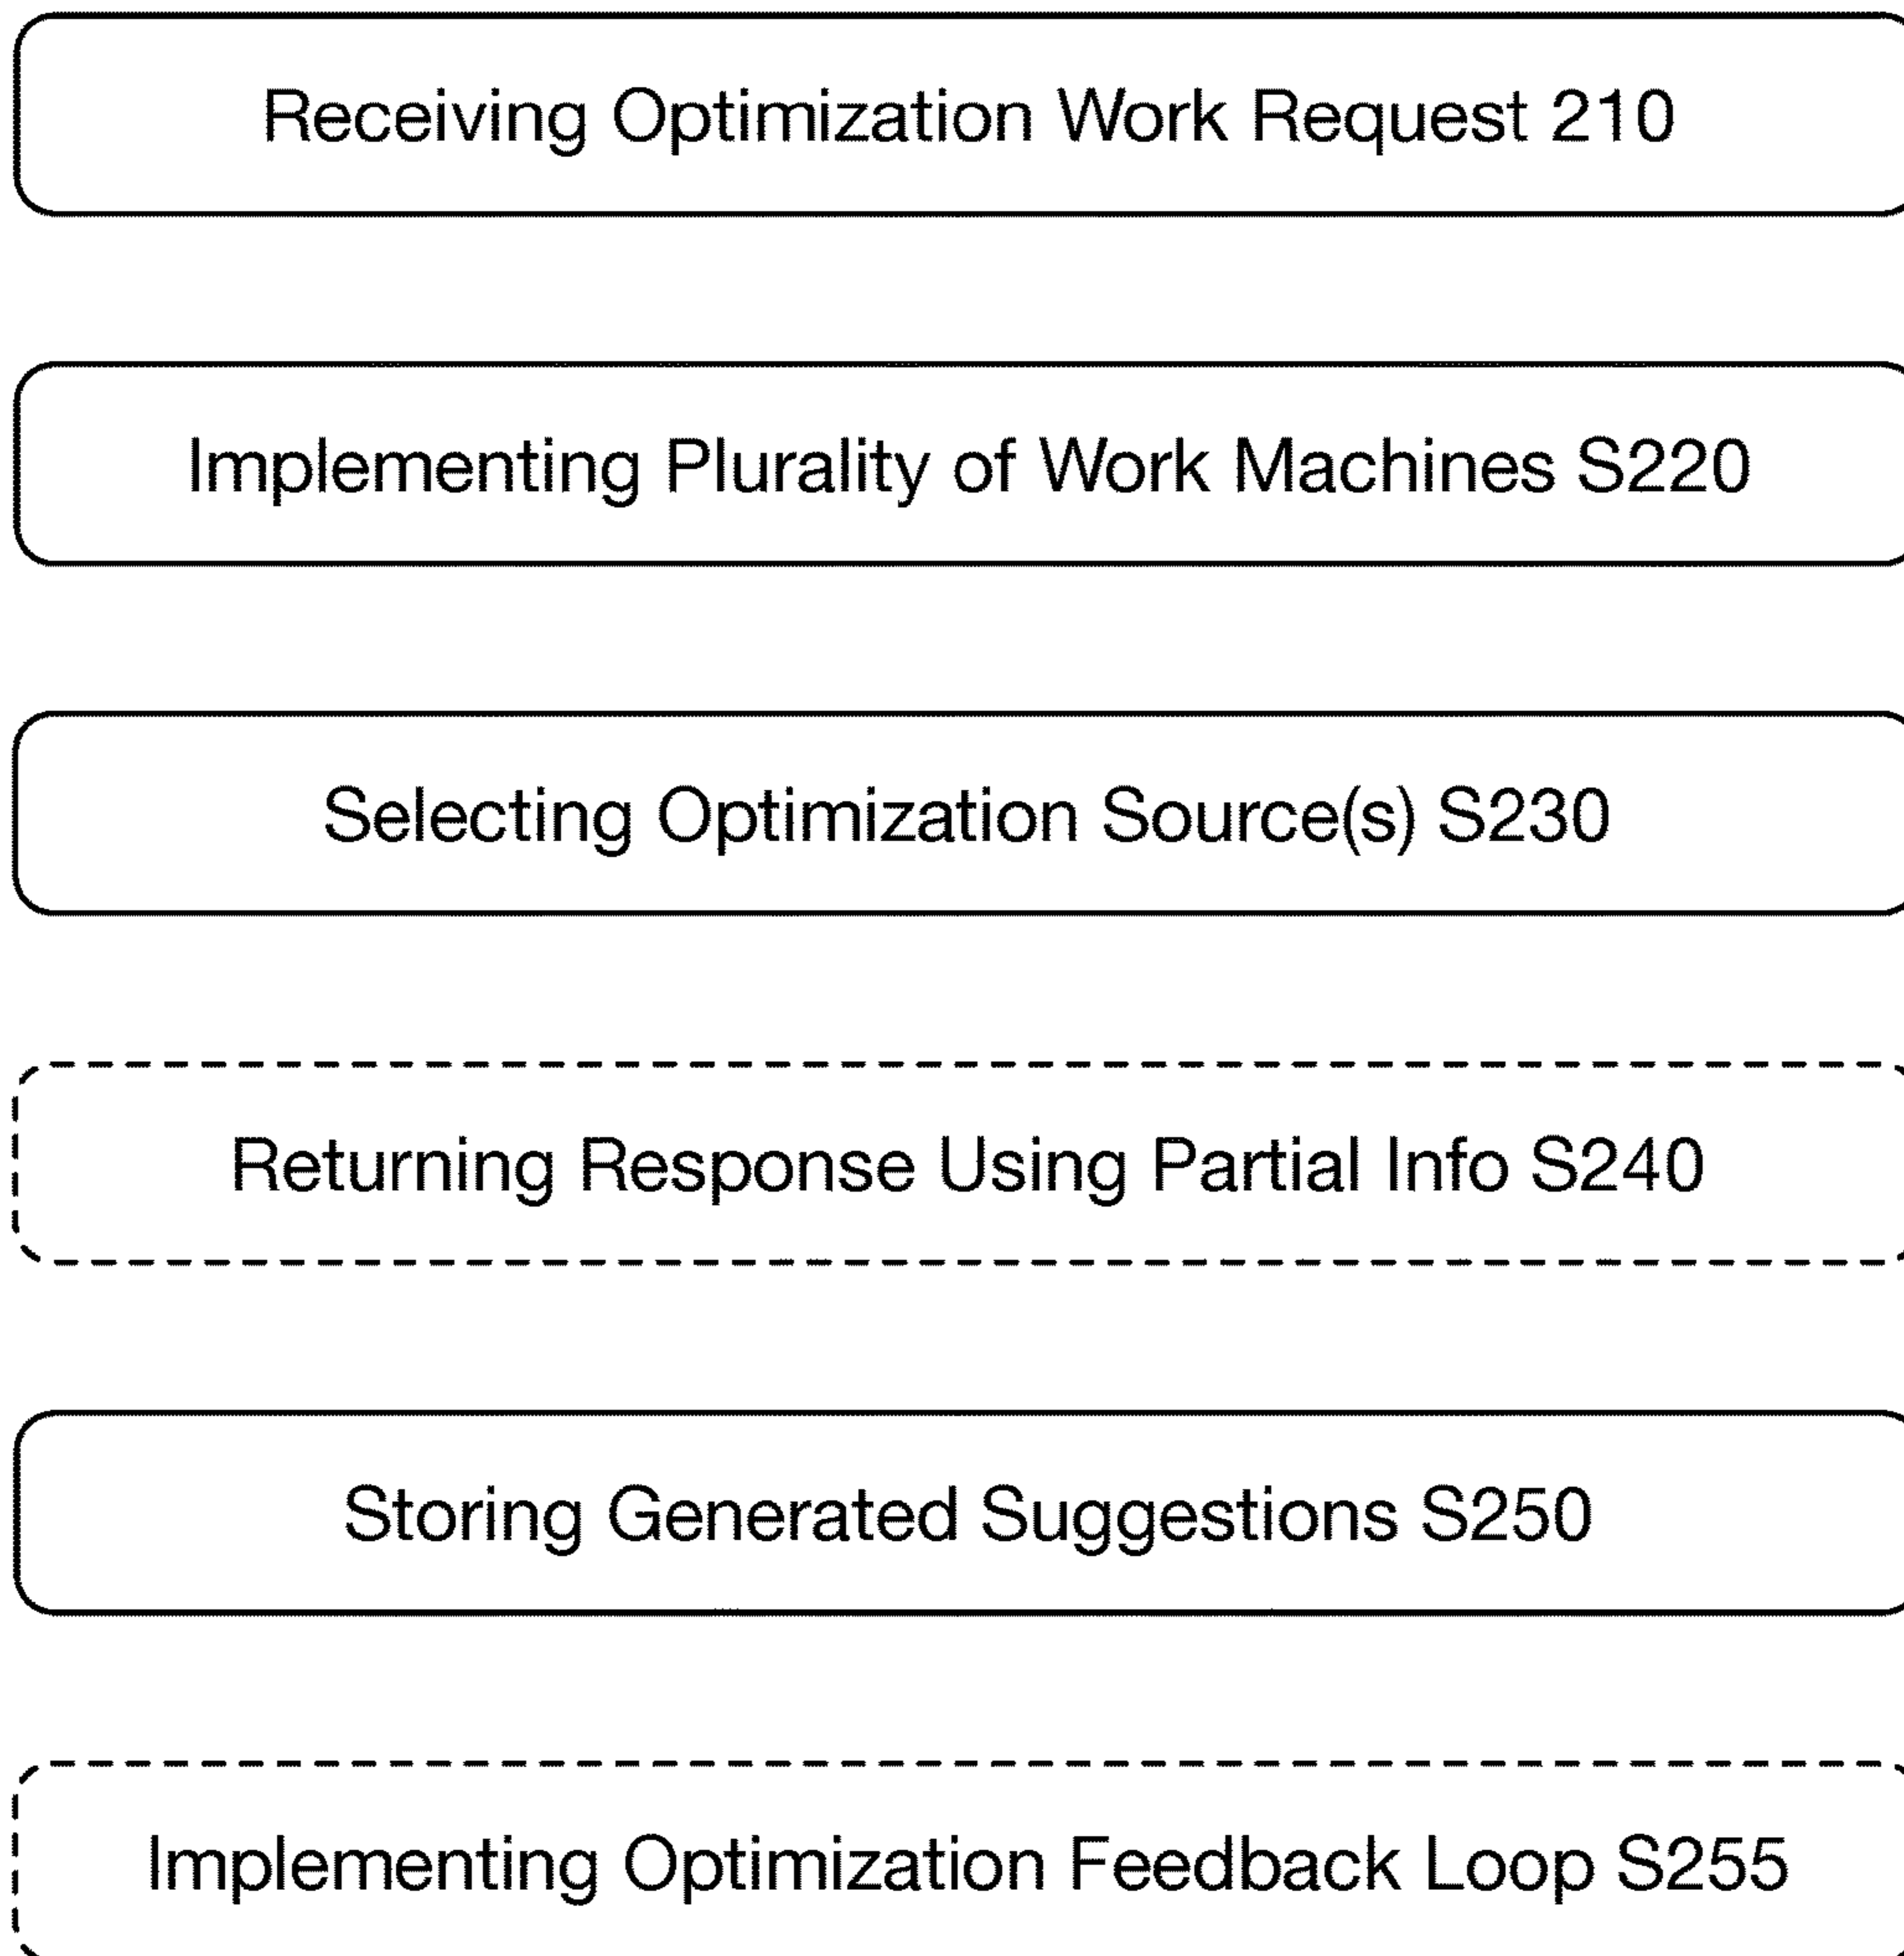 Receiving Optimization Work Request 210
Implementing Plurality of Work Machines S220
Selecting Optimization Source(s) S230
Returning Response Using Partial Info S240
Storing Generated Suggestions S250
Implementing Optimization Feedback Loop S255